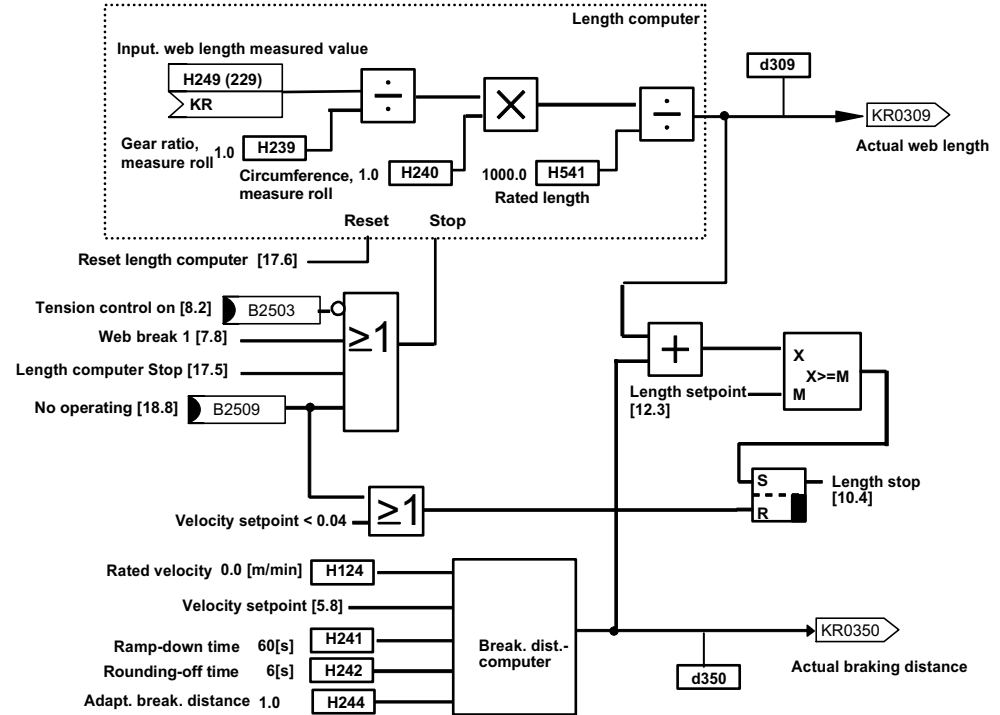 Length computer
Input. web length measured value
H249 (229)
KR
÷
×
÷
d309
KR0309
Actual web length
Gear ratio,
measure roll
1.0
H239
Circumference,
measure roll
1.0
H240
1000.0
H541
Rated length
Reset
Stop
Reset length computer [17.6]
Tension control on [8.2]
B2503
Web break 1 [7.8]
≥1
Length computer Stop [17.5]
No operating [18.8]
B2509
+
X
X>=M
M
Length setpoint
[12.3]
S
R
Length stop
[10.4]
≥1
Velocity setpoint < 0.04
Rated velocity 0.0 [m/min]
H124
Velocity setpoint [5.8]
Ramp-down time 60[s]
H241
Rounding-off time 6[s]
H242
Adapt. break. distance 1.0
H244
Break. dist.-
computer
KR0350
d350
Actual braking distance